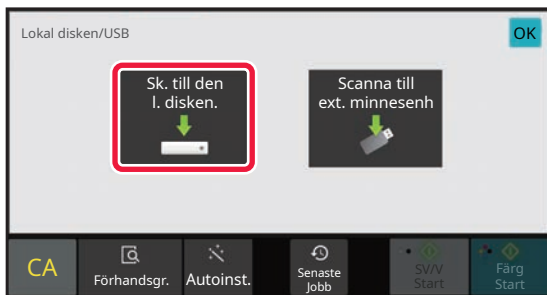 Lokal disken/USB
OK
Sk. till den
l. disken.
Scanna till
ext. minnesenh
CA
Förhandsgr.
Autoinst.
Senaste
Jobb
SV/V
Start
Färg
Start